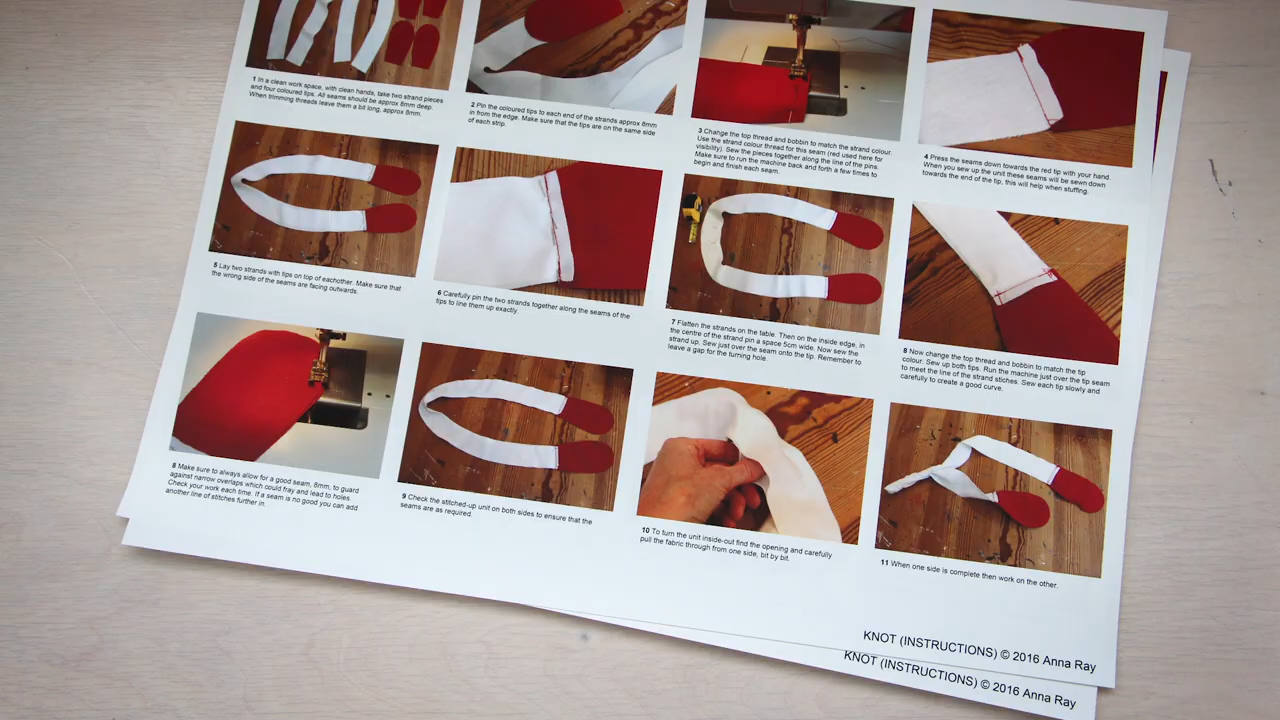 1 In a clean work space, with clean hands, take two strand pieces
and four coloured tips. All seams should be approx 8mm deep.
When trimming threads leave them a bit long, approx 8mm.
2 Pin the coloured tips to each end of the strands approx 8mm
in from the edge. Make sure that the tips are on the same side
of each strip.
3 Change the top thread and bobbin to match the strand colour.
Use the strand colour thread for this seam (red used here for
visibility). Sew the pieces together along the line of the pins.
Make sure to run the machine back and forth a few times to
begin and finish each seam.
4 Press the seams down towards the red tip with your hand.
When you sew up the unit these seams will be sewn down
towards the end of the tip, this will help when stuffing.
5 Lay two strands with tips on top of eachother. Make sure that
the wrong side of the seams are facing outwards.
6 Carefully pin the two strands together along the seams of the
tips to line them up exactly.
7 Flatten the strands on the table. Then on the inside edge, in
the centre of the strand pin a space 5cm wide. Now sew the
strand up. Sew just over the seam onto the tip. Remember to
leave a gap for the turning hole.
8 Now change the top thread and bobbin to match the tip
colour. Sew up both tips. Run the machine just over the tip seam
to meet the line of the strand stiches. Sew each tip slowly and
carefully to create a good curve.
8 Make sure to always allow for a good seam, 8mm, to guard
against narrow overlaps which could fray and lead to holes.
Check your work each time. If a seam is no good you can add
another line of stitches further in.
9 Check the stitched-up unit on both sides to ensure that the
seams are as required.
10 To turn the unit inside-out find the opening and carefully
pull the fabric through from one side, bit by bit.
11 When one side is complete then work on the other.
KNOT (INSTRUCTIONS) © 2016 Anna Ray
KNOT (INSTRUCTIONS) © 2016 Anna Ray